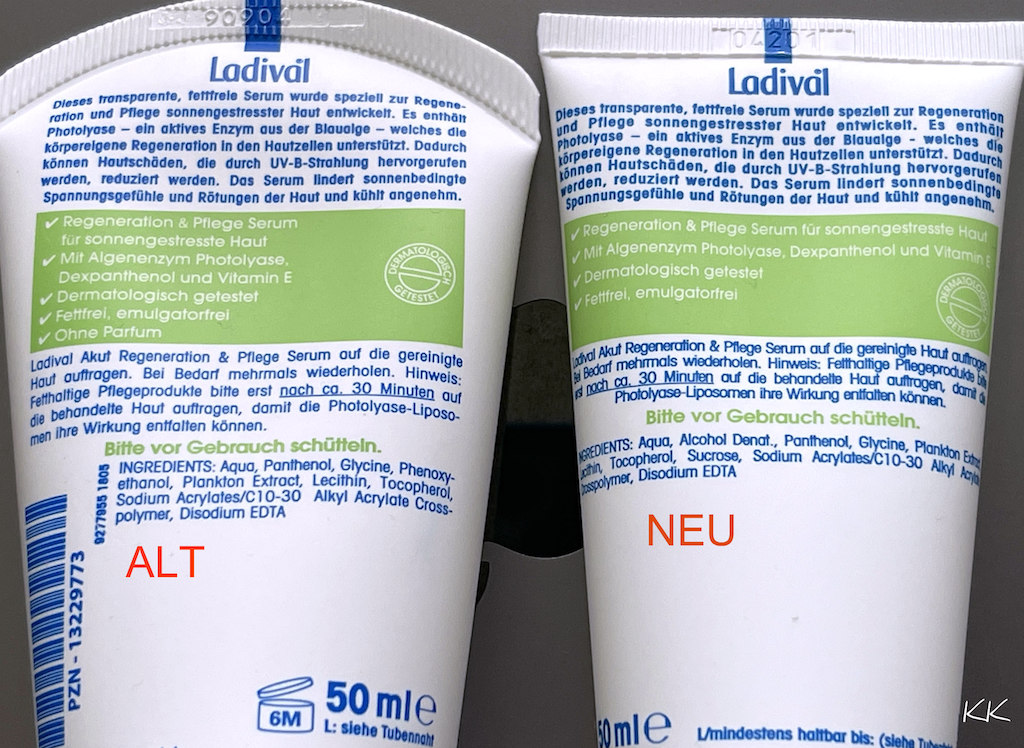 90904
Ladival
Dieses transparente, fettfreie Serum wurde speziell zur Regene-
ration und Pflege sonnengestresster Haut entwickelt. Es enthält
Photolyase – ein aktives Enzym aus der Blaualge – welches die
körpereigene Regeneration in den Hautzellen unterstützt. Dadurch
können Hautschäden, die durch UV-B-Strahlung hervorgerufen
werden, reduziert werden. Das Serum lindert sonnenbedingte
Spannungsgefühle und Rötungen der Haut und kühlt angenehm.
✔ Regeneration & Pflege Serum
für sonnengestresste Haut
✔ Mit Algenenzym Photolyase,
Dexpanthenol und Vitamin E
✔ Dermatologisch getestet
✔ Fettfrei, emulgatorfrei
✔ Ohne Parfum
DERMATOLOGISCH
GETESTET
Ladival Akut Regeneration & Pflege Serum auf die gereinigte
Haut auftragen. Bei Bedarf mehrmals wiederholen. Hinweis:
Fetthaltige Pflegeprodukte bitte erst nach ca. 30 Minuten auf
die behandelte Haut auftragen, damit die Photolyase-Liposo-
men ihre Wirkung entfalten können.
Bitte vor Gebrauch schütteln.
INGREDIENTS: Aqua, Panthenol, Glycine, Phenoxy-
ethanol, Plankton Extract, Lecithin, Tocopherol,
Sodium Acrylates/C10-30 Alkyl Acrylate Cross-
polymer, Disodium EDTA
9277955 1805
PZN - 13229773
ALT
6M
50 ml e
L: siehe Tubennaht
04201
Ladival
Dieses transparente, fettfreie Serum wurde speziell zur Regeneration
und Pflege sonnengestresster Haut entwickelt. Es enthält
Photolyase – ein aktives Enzym aus der Blaualge - welches die
körpereigene Regeneration in den Hautzellen unterstützt. Dadurch
können Hautschäden, die durch UV-B-Strahlung hervorgerufen
werden, reduziert werden. Das Serum lindert sonnenbedingte
Spannungsgefühle und Rötungen der Haut und kühlt angenehm.
✔ Regeneration & Pflege Serum für sonnengestresste Haut
✔ Mit Algenenzym Photolyase, Dexpanthenol und Vitamin E
✔ Dermatologisch getestet
✔ Fettfrei, emulgatorfrei
DERMATOLOGISCH
GETESTET
Ladival Akut Regeneration & Pflege Serum auf die gereinigte Haut auftragen.
Bei Bedarf mehrmals wiederholen. Hinweis: Fetthaltige Pflegeprodukte bitte
erst nach ca. 30 Minuten auf die behandelte Haut auftragen, damit die
Photolyase-Liposomen ihre Wirkung entfalten können.
Bitte vor Gebrauch schütteln.
INGREDIENTS: Aqua, Alcohol Denat., Panthenol, Glycine, Plankton Extract,
Lecithin, Tocopherol, Sucrose, Sodium Acrylates/C10-30 Alkyl Acrylate
Crosspolymer, Disodium EDTA
NEU
50 ml e
L/mindestens haltbar bis: (siehe
KK